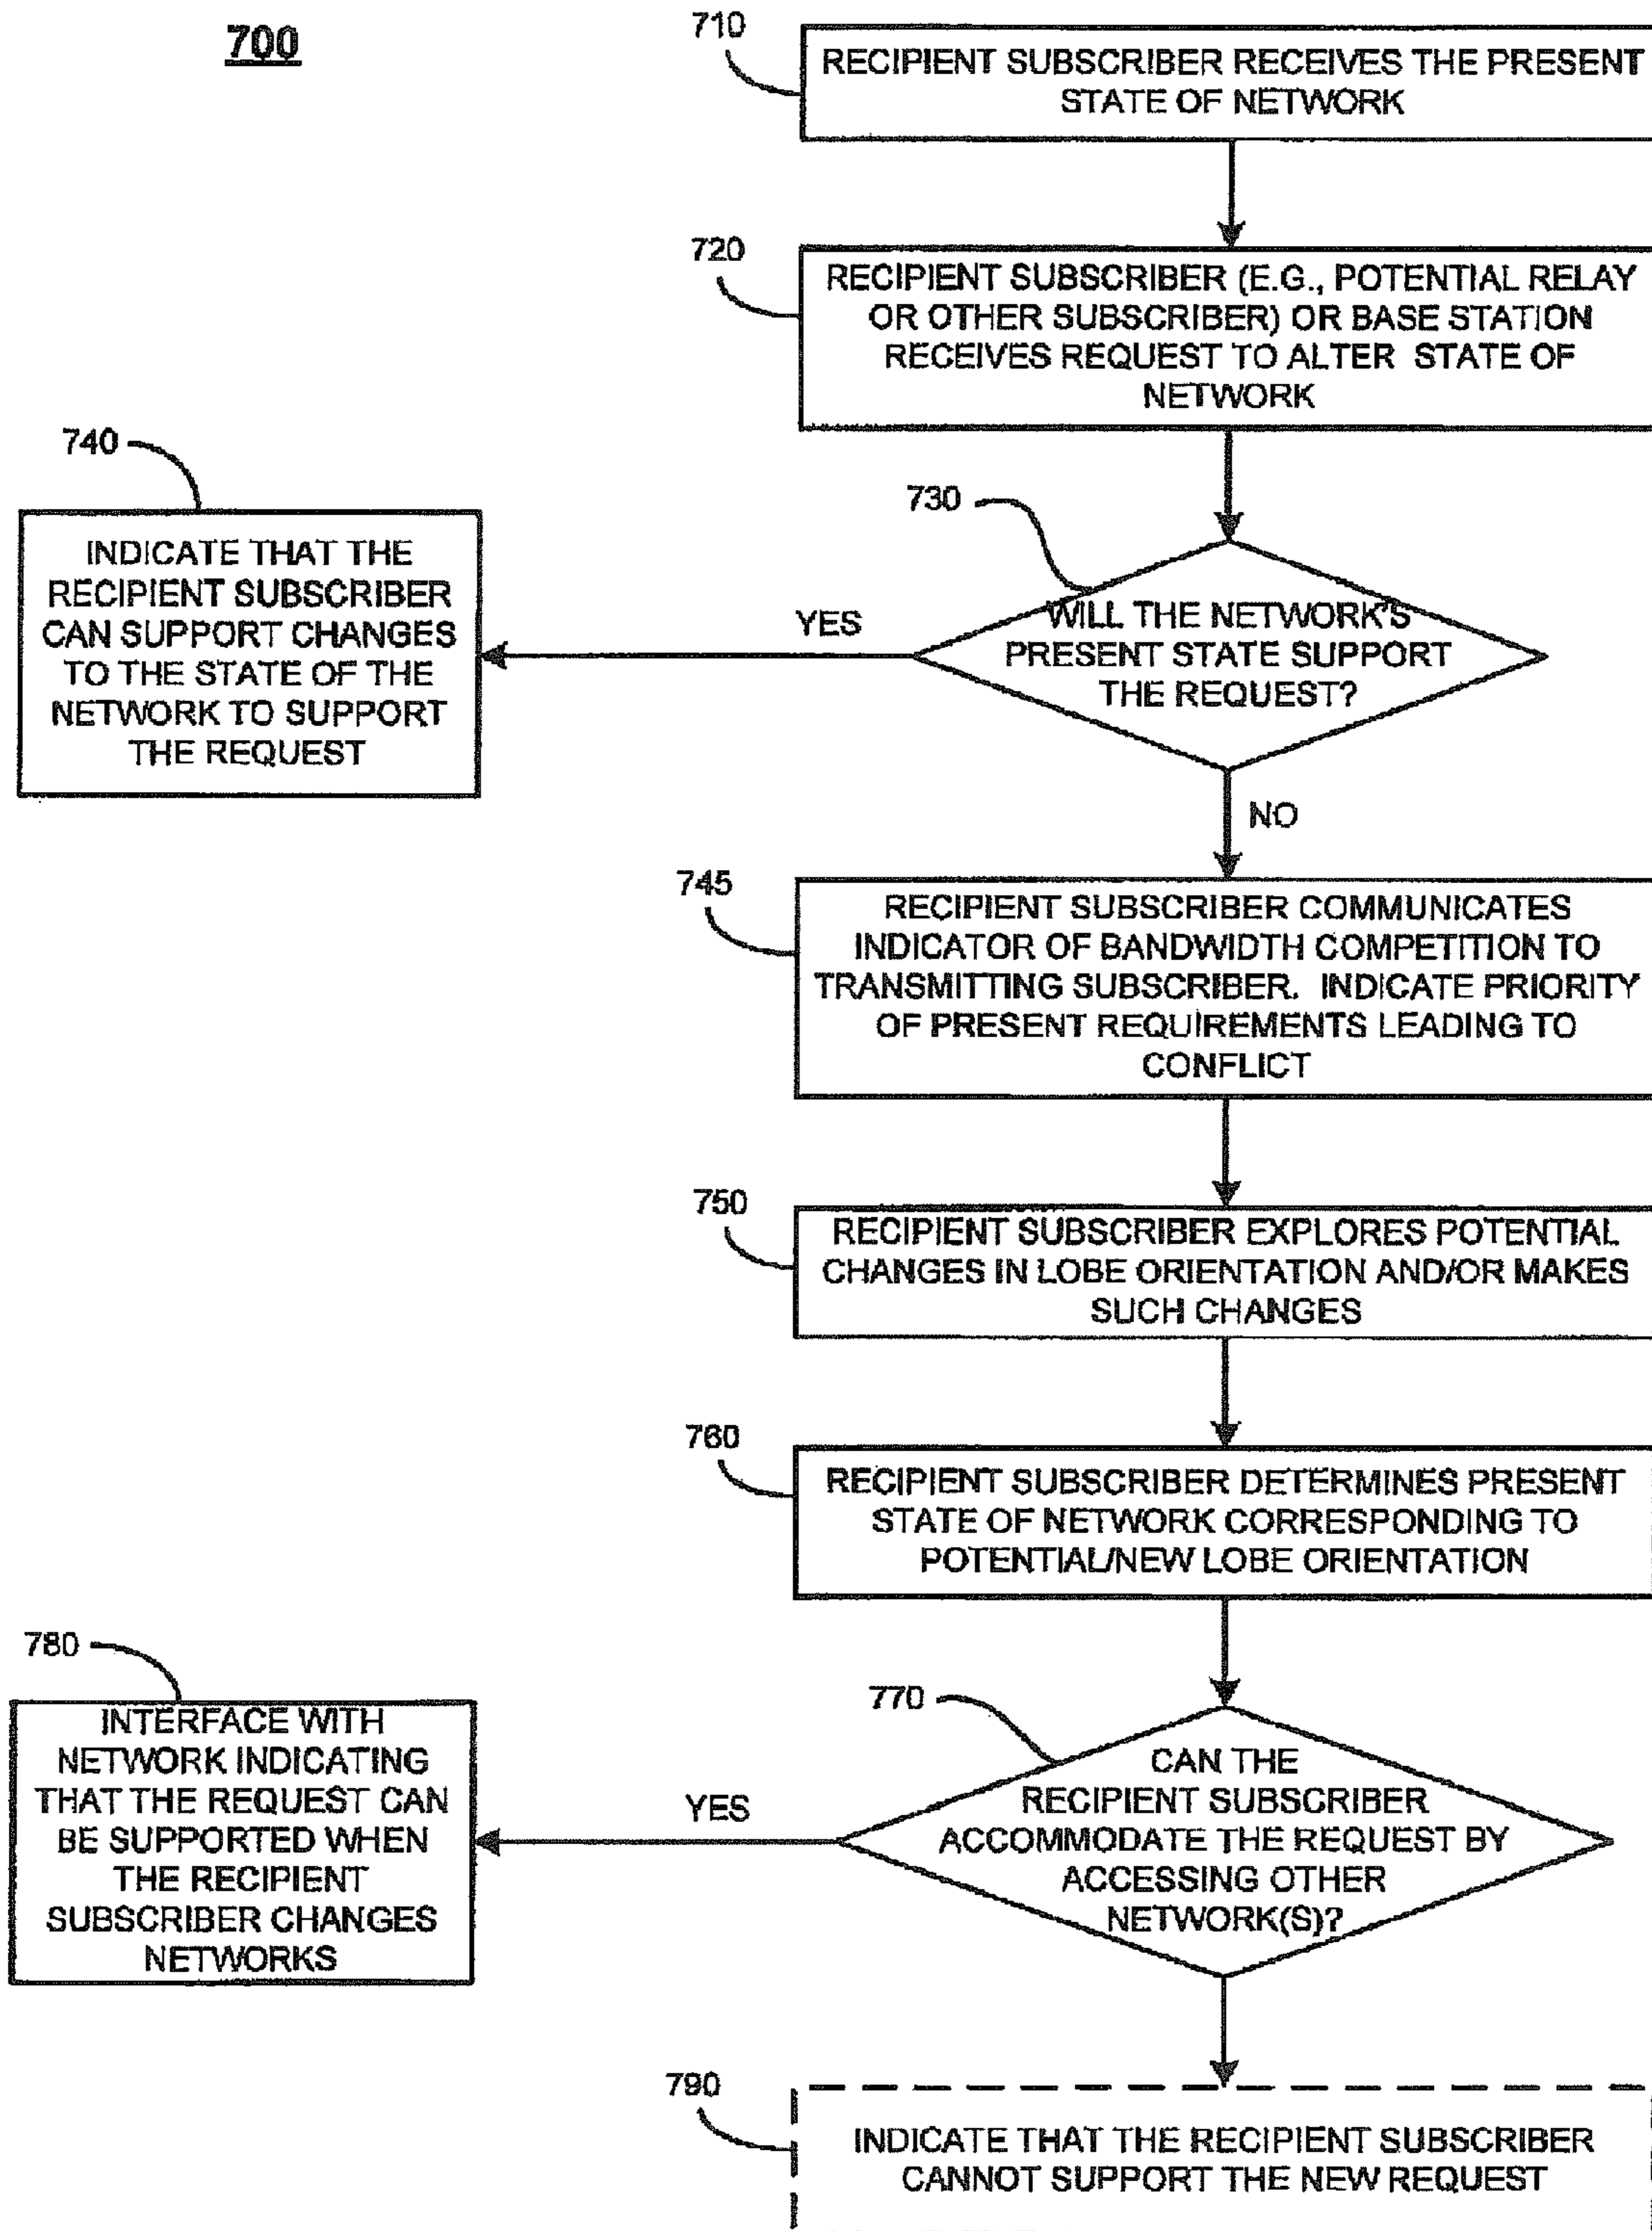 700
710
RECIPIENT SUBSCRIBER RECEIVES THE PRESENT
STATE OF NETWORK
720
RECIPIENT SUBSCRIBER (E.G., POTENTIAL RELAY
OR OTHER SUBSCRIBER) OR BASE STATION
RECEIVES REQUEST TO ALTER STATE OF
NETWORK
730
WILL THE NETWORK'S
PRESENT STATE SUPPORT
THE REQUEST?
YES
740
INDICATE THAT THE
RECIPIENT SUBSCRIBER
CAN SUPPORT CHANGES
TO THE STATE OF THE
NETWORK TO SUPPORT
THE REQUEST
NO
745
RECIPIENT SUBSCRIBER COMMUNICATES
INDICATOR OF BANDWIDTH COMPETITION TO
TRANSMITTING SUBSCRIBER. INDICATE PRIORITY
OF PRESENT REQUIREMENTS LEADING TO
CONFLICT
750
RECIPIENT SUBSCRIBER EXPLORES POTENTIAL
CHANGES IN LOBE ORIENTATION AND/OR MAKES
SUCH CHANGES
760
RECIPIENT SUBSCRIBER DETERMINES PRESENT
STATE OF NETWORK CORRESPONDING TO
POTENTIAL/NEW LOBE ORIENTATION
770
CAN THE
RECIPIENT SUBSCRIBER
ACCOMMODATE THE REQUEST BY
ACCESSING OTHER
NETWORK(S)?
YES
780
INTERFACE WITH
NETWORK INDICATING
THAT THE REQUEST CAN
BE SUPPORTED WHEN
THE RECIPIENT
SUBSCRIBER CHANGES
NETWORKS
790
INDICATE THAT THE RECIPIENT SUBSCRIBER
CANNOT SUPPORT THE NEW REQUEST